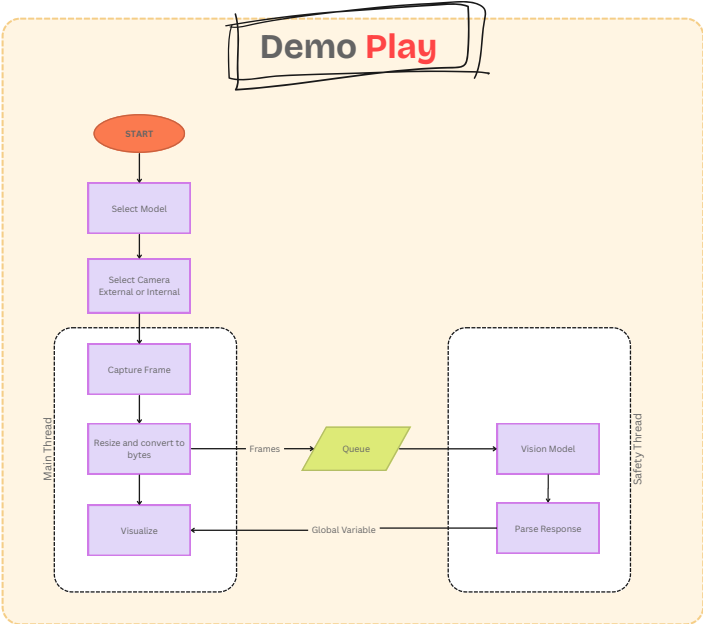 Demo Play
START
Select Model
Select Camera
External or Internal
Capture Frame
Main Thread
Resize and convert to
bytes
Frames
Queue
Vision Model
Safety Thread
Visualize
Global Variable
Parse Response